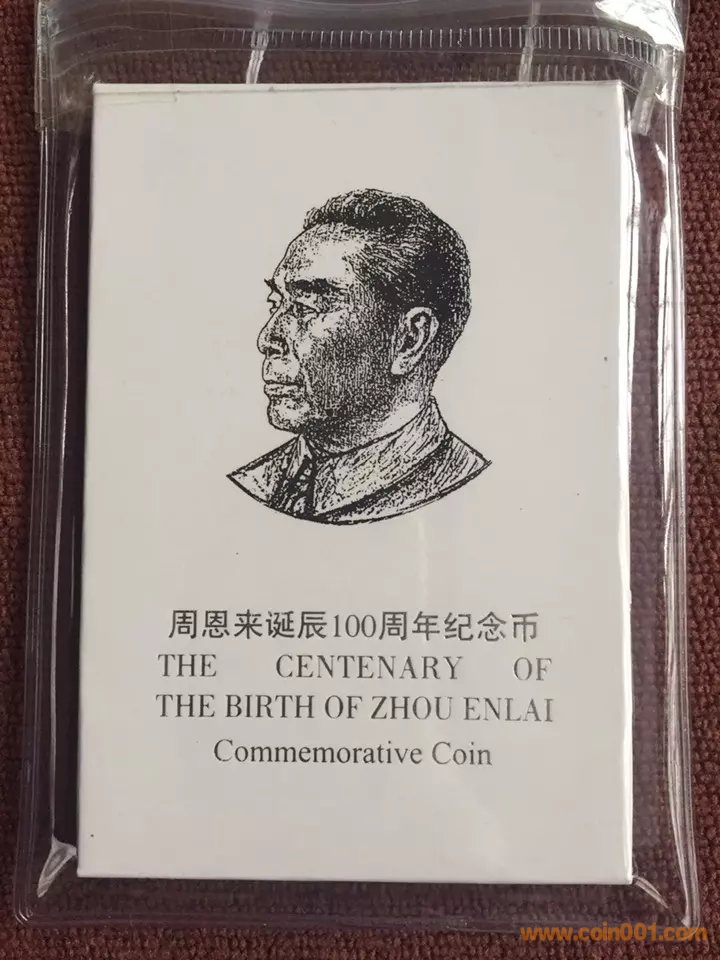 周恩来诞辰100周年纪念币
THE CENTENARY OF
THE BIRTH OF ZHOU ENLAI
Commemorative Coin
www.coin001.com